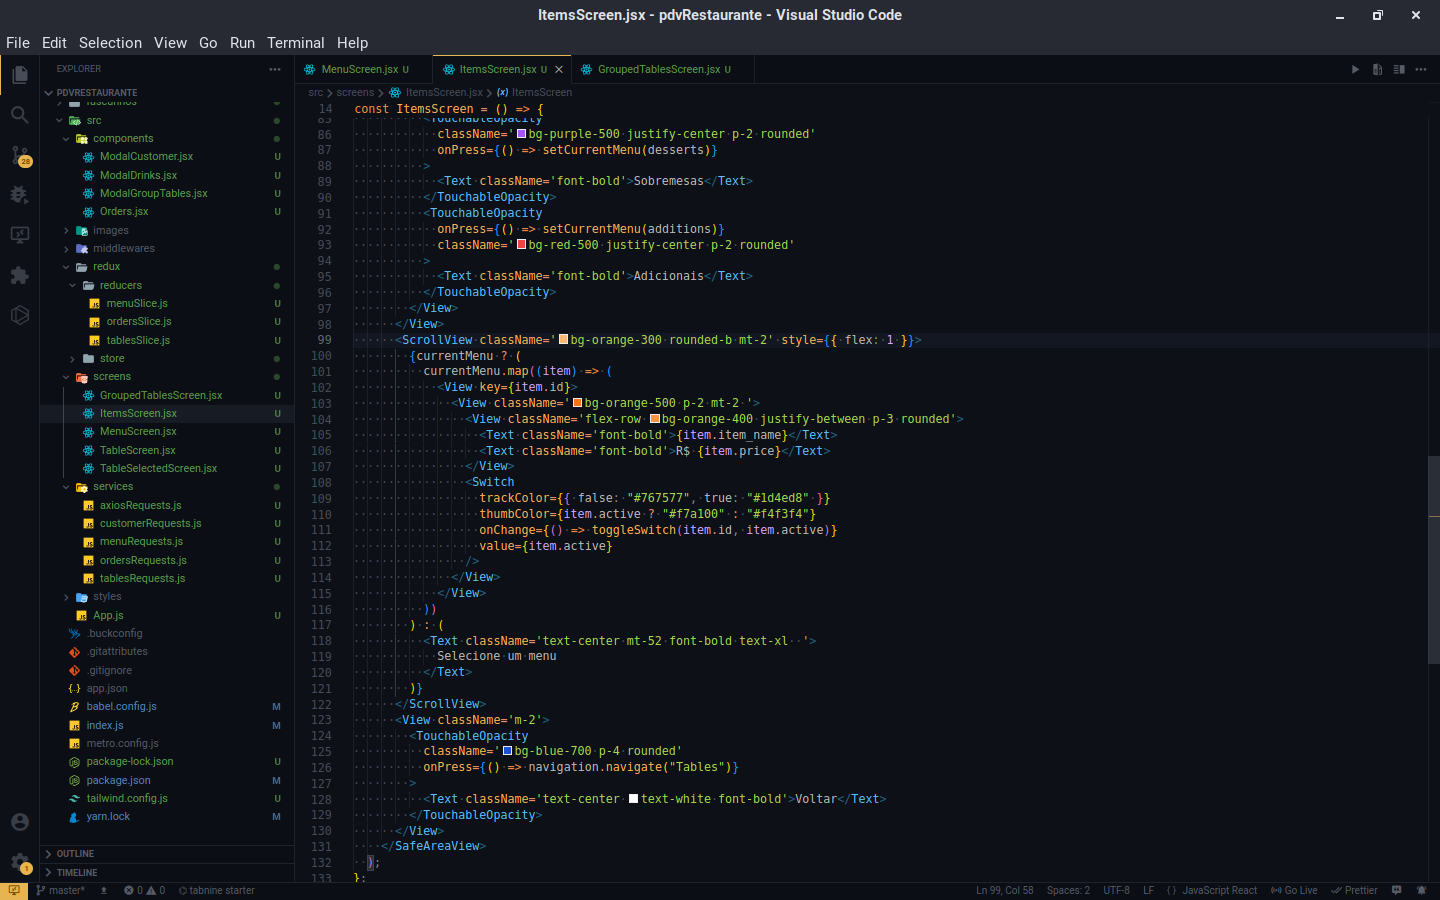 ItemsScreen.jsx - pdvRestaurante - Visual Studio Code
File Edit Selection View Go Run Terminal Help
EXPLORER
MenuScreen.jsx U
ItemsScreen.jsx U
GroupedTablesScreen.jsx U
PDVRESTAURANTE
src
components
ModalCustomer.jsx U
ModalDrinks.jsx U
ModalGroupTables.jsx U
Orders.jsx U
images
middlewares
redux
reducers
menuSlice.js U
ordersSlice.js U
tablesSlice.js U
store
screens
GroupedTablesScreen.jsx U
ItemsScreen.jsx U
MenuScreen.jsx U
TableScreen.jsx U
TableSelectedScreen.jsx U
services
axiosRequests.js U
customerRequests.js U
menuRequests.js U
ordersRequests.js U
tablesRequests.js U
styles
App.js U
.buckconfig
.gitattributes
.gitignore
app.json
babel.config.js M
index.js M
metro.config.js
package-lock.json U
package.json M
tailwind.config.js U
yarn.lock M
OUTLINE
TIMELINE
28
1
src > screens > ItemsScreen.jsx > ItemsScreen
14 const ItemsScreen = () => {
85 <TouchableOpacity
86 className='bg-purple-500 justify-center p-2 rounded'
87 onPress={() => setCurrentMenu(desserts)}
88 >
89 <Text className='font-bold'>Sobremesas</Text>
90 </TouchableOpacity>
91 <TouchableOpacity
92 onPress={() => setCurrentMenu(additions)}
93 className='bg-red-500 justify-center p-2 rounded'
94 >
95 <Text className='font-bold'>Adicionais</Text>
96 </TouchableOpacity>
97 </View>
98 </View>
99 <ScrollView className='bg-orange-300 rounded-b mt-2' style={{ flex: 1 }}>
100 {currentMenu ? (
101 currentMenu.map((item) => (
102 <View key={item.id}>
103 <View className='bg-orange-500 p-2 mt-2 '>
104 <View className='flex-row bg-orange-400 justify-between p-3 rounded'>
105 <Text className='font-bold'>{item.item_name}</Text>
106 <Text className='font-bold'>R$ {item.price}</Text>
107 </View>
108 <Switch
109 trackColor={{ false: "#767577", true: "#1d4ed8" }}
110 thumbColor={item.active ? "#f7a100" : "#f4f3f4"}
111 onChange={() => toggleSwitch(item.id, item.active)}
112 value={item.active}
113 />
114 </View>
115 </View>
116 ))
117 ) : (
118 <Text className='text-center mt-52 font-bold text-xl  '>
119 Selecione um menu
120 </Text>
121 )}
122 </ScrollView>
123 <View className='m-2'>
124 <TouchableOpacity
125 className='bg-blue-700 p-4 rounded'
126 onPress={() => navigation.navigate("Tables")}
127 >
128 <Text className='text-center text-white font-bold'>Voltar</Text>
129 </TouchableOpacity>
130 </View>
131 </SafeAreaView>
132 );
133 };
master* 0 0 tabnine starter Ln 99, Col 58 Spaces: 2 UTF-8 LF {} JavaScript React Go Live Prettier